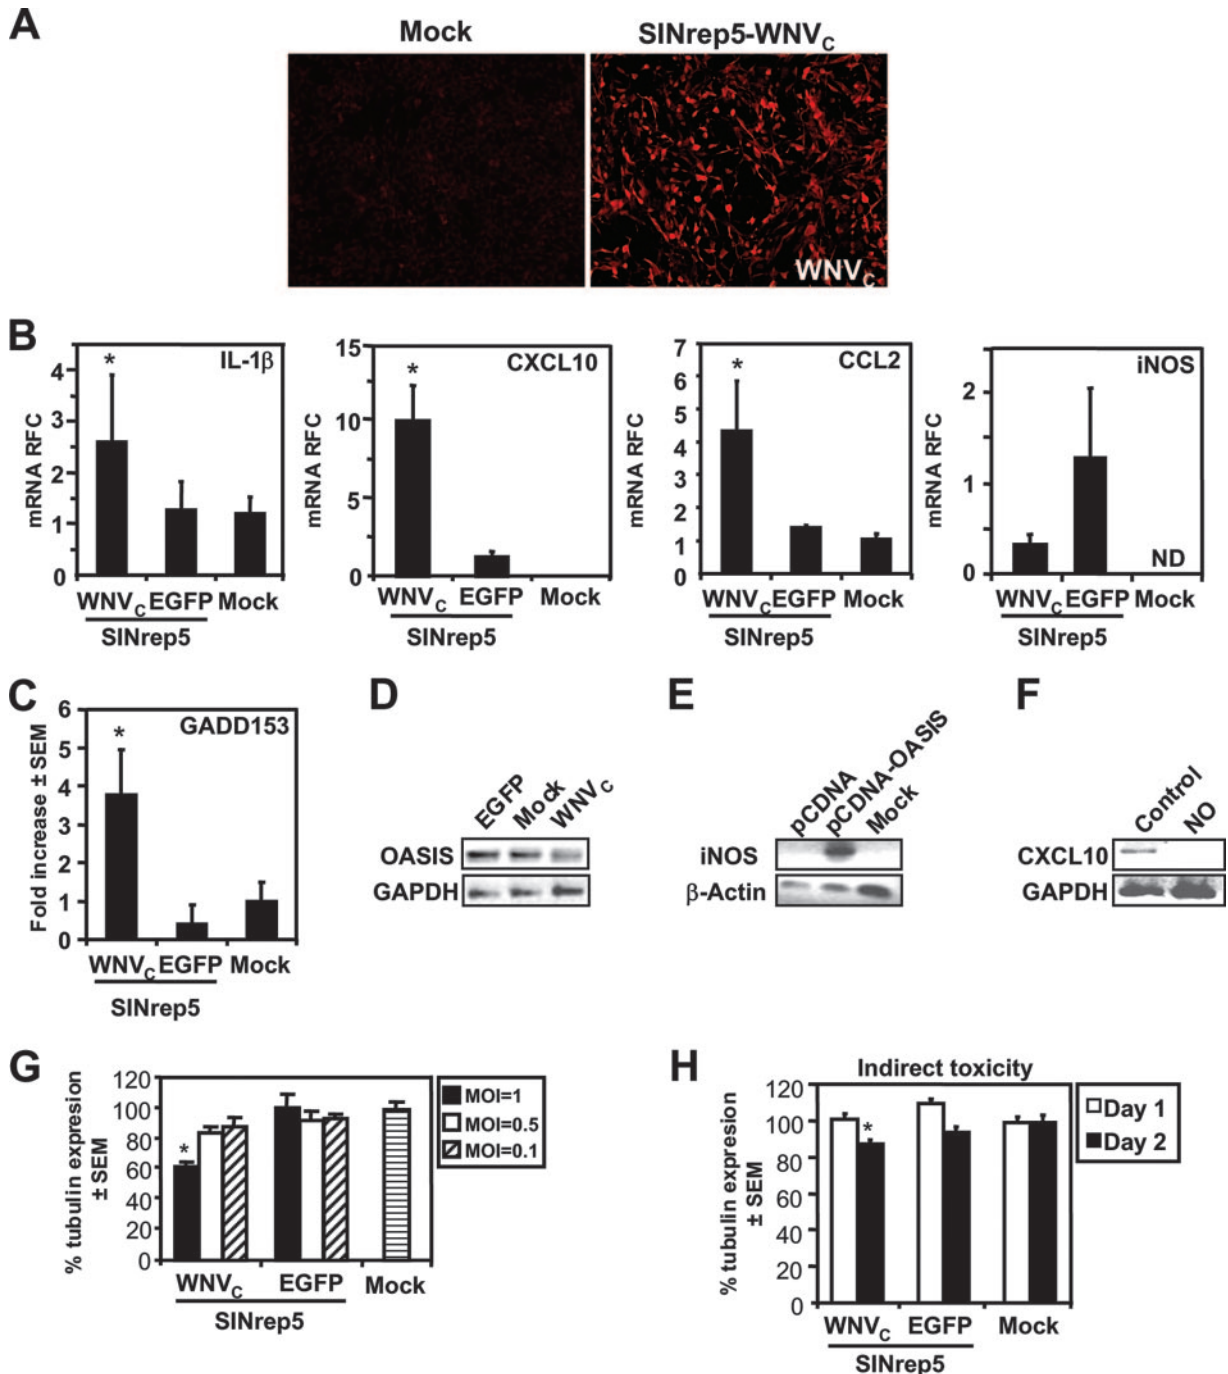 A
Mock
SINrep5-WNVC
WNVC
B
mRNA RFC
4
3
2
1
0
IL-1β
*
WNVC EGFP Mock
SINrep5
mRNA RFC
15
10
5
0
CXCL10
*
WNVC EGFP Mock
SINrep5
mRNA RFC
7
6
5
4
3
2
1
0
CCL2
*
WNVC EGFP Mock
SINrep5
mRNA RFC
2
1
0
iNOS
ND
WNVC EGFP Mock
SINrep5
C
Fold increase ± SEM
6
5
4
3
2
1
0
GADD153
*
WNVC EGFP Mock
SINrep5
D
EGFP
Mock
WNVC
OASIS
GAPDH
E
pCDNA
pCDNA-OASIS
Mock
iNOS
β-Actin
F
Control
NO
CXCL10
GAPDH
G
% tubulin expresion
± SEM
120
100
80
60
40
20
0
*
MOI=1
MOI=0.5
MOI=0.1
WNVC EGFP Mock
SINrep5
H
Indirect toxicity
% tubulin expresion
± SEM
120
100
80
60
40
20
0
*
Day 1
Day 2
WNVC EGFP Mock
SINrep5